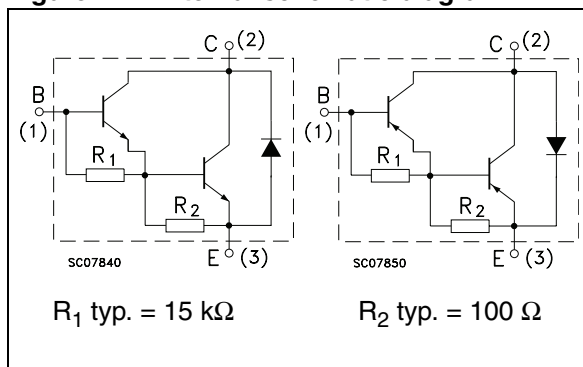 C (2)
B
(1)
R1
R2
SC07840
E (3)
C (2)
B
(1)
R1
R2
SC07850
E (3)
R1 typ. = 15 kΩ
R2 typ. = 100 Ω